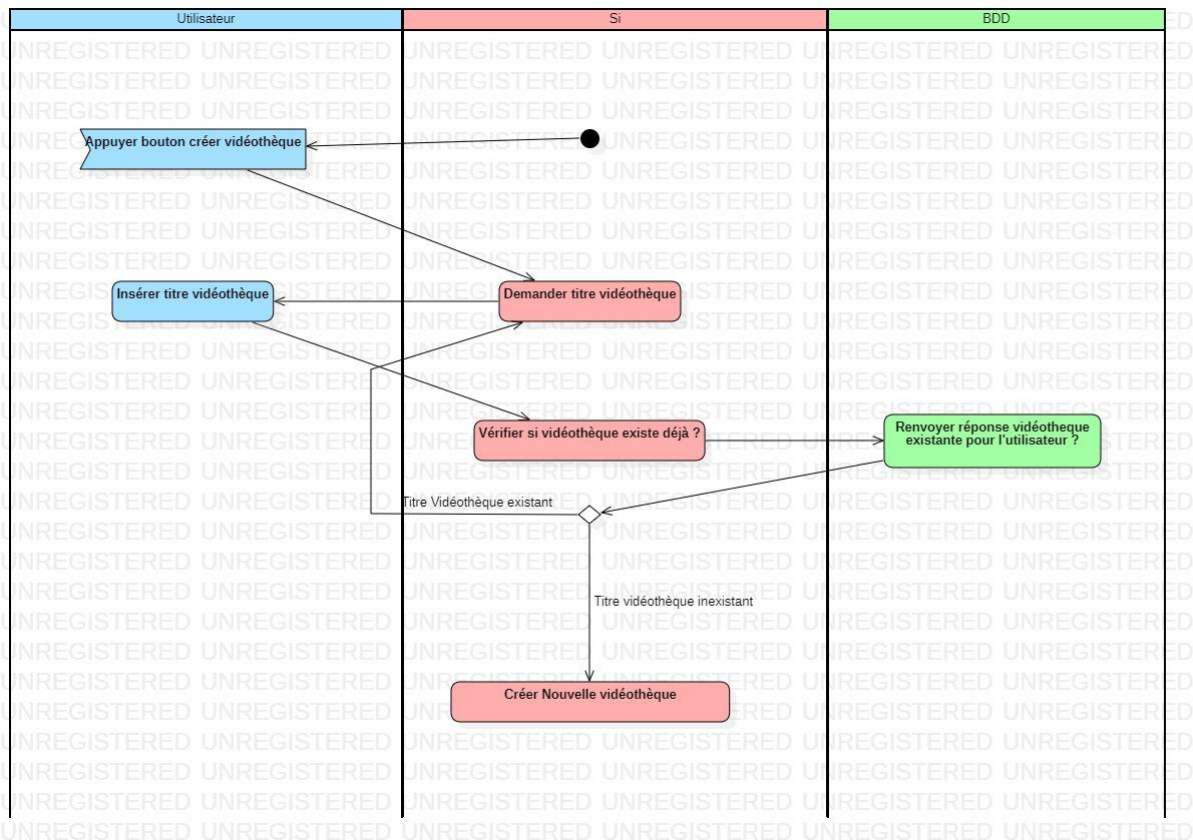 Utilisateur
Si
BDD
Appuyer bouton créer vidéothèque
Insérer titre vidéothèque
Demander titre vidéothèque
Vérifier si vidéothèque existe déjà ?
Renvoyer réponse vidéotheque
existante pour l'utilisateur ?
Titre Vidéothèque existant
Titre vidéothèque inexistant
Créer Nouvelle vidéothèque
UNREGISTERED